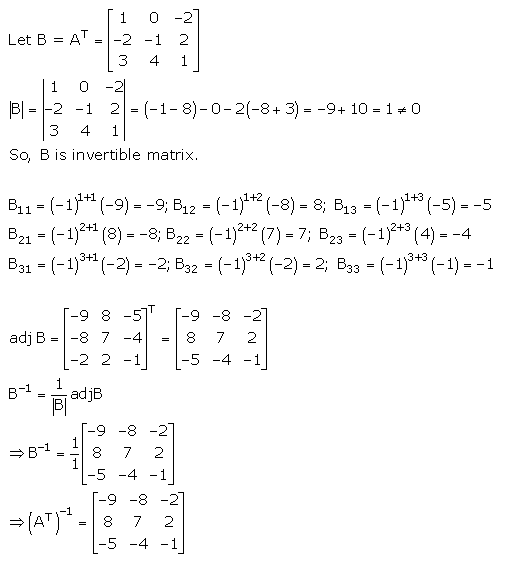 Let B = Aᵀ = [1 0 −2; −2 −1 2; 3 4 1]
|B| = |1 0 −2; −2 −1 2; 3 4 1| = (−1−8)−0−2(−8+3) = −9+10 = 1 ≠ 0
So, B is invertible matrix.
B₁₁ = (−1)¹⁺¹(−9) = −9; B₁₂ = (−1)¹⁺²(−8) = 8; B₁₃ = (−1)¹⁺³(−5) = −5
B₂₁ = (−1)²⁺¹(8) = −8; B₂₂ = (−1)²⁺²(7) = 7; B₂₃ = (−1)²⁺³(4) = −4
B₃₁ = (−1)³⁺¹(−2) = −2; B₃₂ = (−1)³⁺²(−2) = 2; B₃₃ = (−1)³⁺³(−1) = −1
adj B = [−9 8 −5; −8 7 −4; −2 2 −1]ᵀ = [−9 −8 −2; 8 7 2; −5 −4 −1]
B⁻¹ = 1/|B| adjB
⇒ B⁻¹ = 1/1 [−9 −8 −2; 8 7 2; −5 −4 −1]
⇒ (Aᵀ)⁻¹ = [−9 −8 −2; 8 7 2; −5 −4 −1]